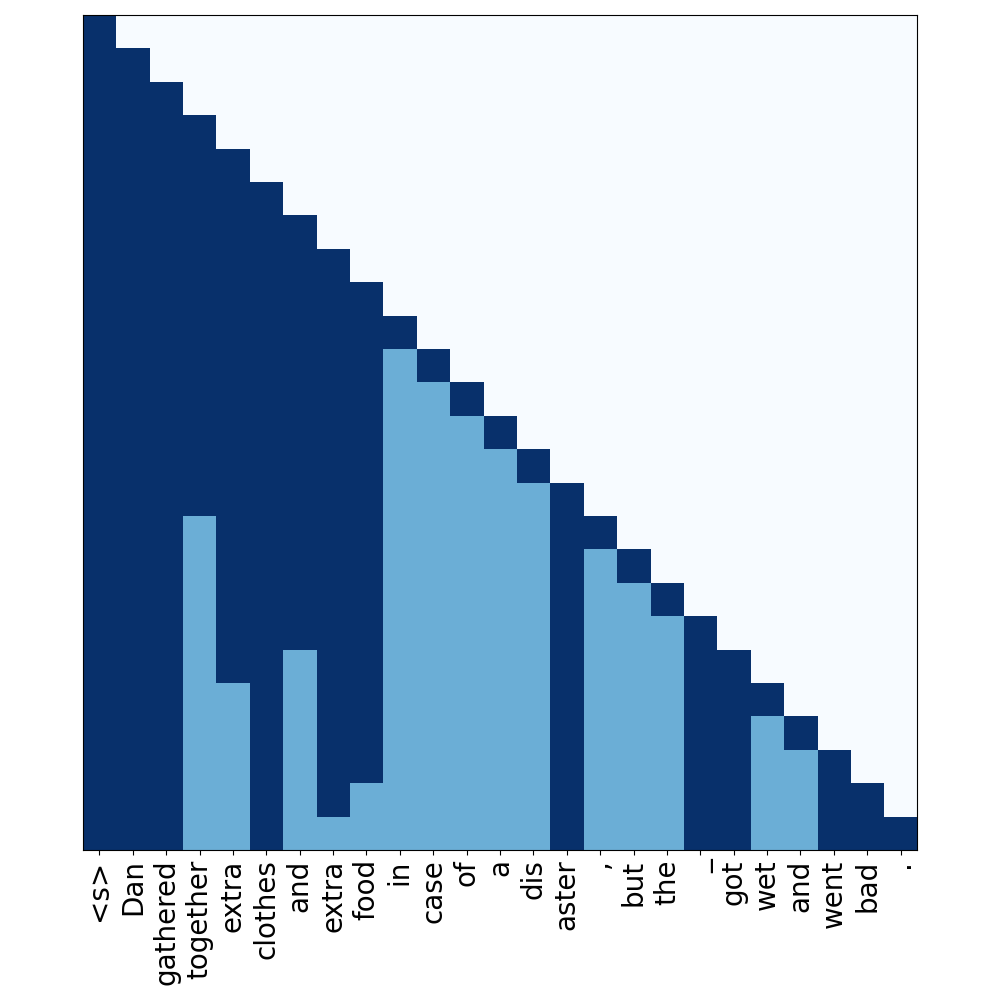 <s>
Dan
gathered
together
extra
clothes
and
extra
food
in
case
of
a
dis
aster
,
but
the
_
got
wet
and
went
bad
.